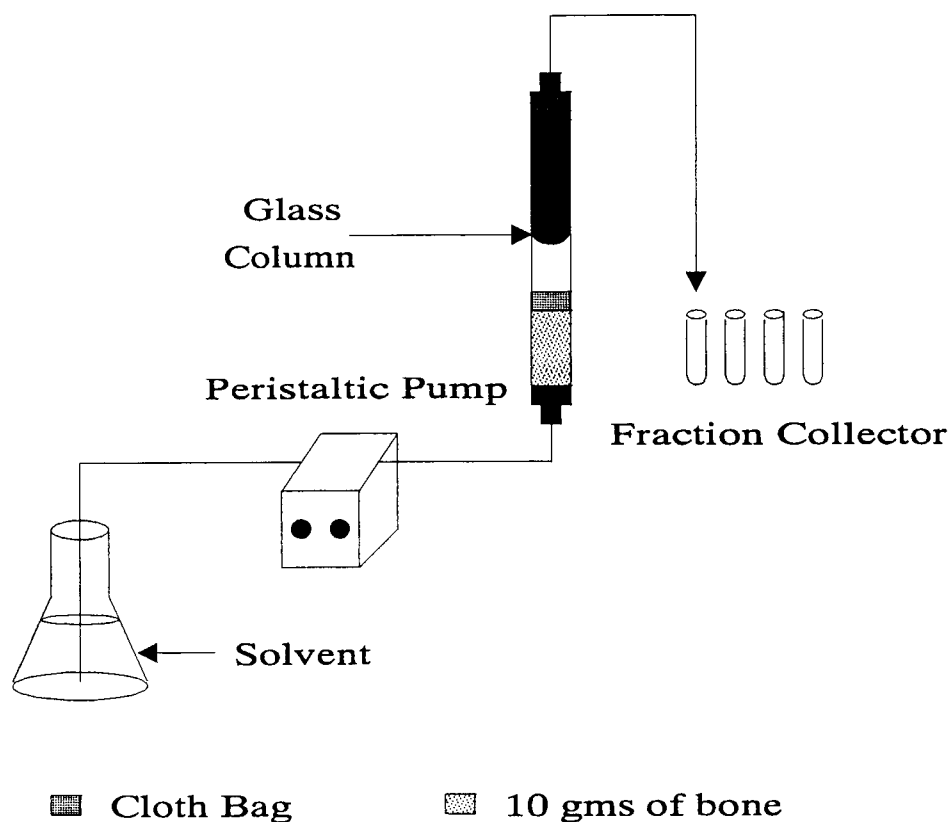 Glass
Column
Peristaltic Pump
Fraction Collector
Solvent
Cloth Bag
10 gms of bone